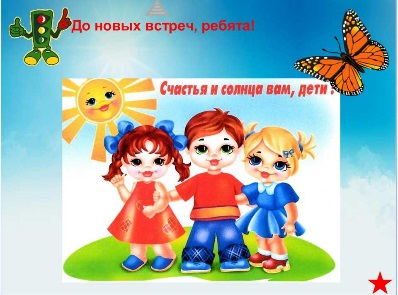 До новых встреч, ребята!
Счастья и солнца вам, дети !